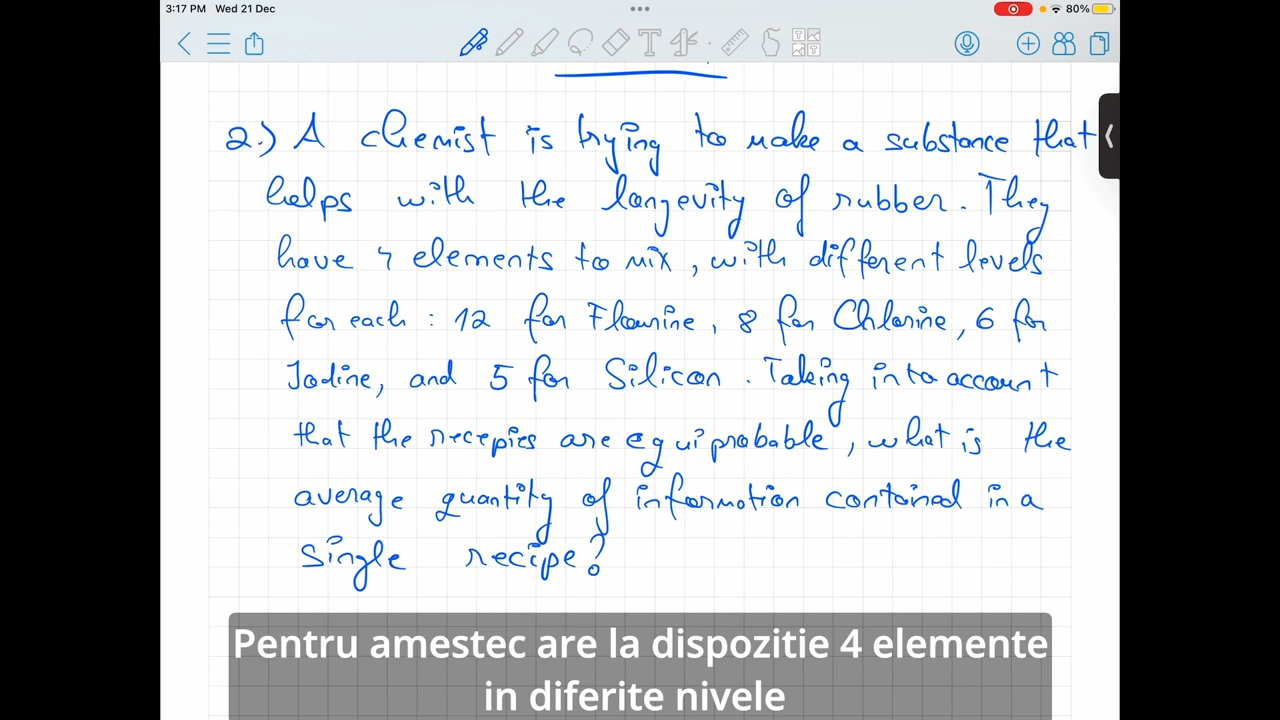 3:17 PM Wed 21 Dec
80%
2.) A chemist is trying to make a substance that
helps with the longevity of rubber. They
have 4 elements to mix, with different levels
for each: 12 for Flourine, 8 for Chlorine, 6 for
Iodine, and 5 for Silicon. Taking into account
that the recepies are equiprobable, what is the
average quantity of information contained in a
single recipe?
Pentru amestec are la dispozitie 4 elemente
in diferite nivele